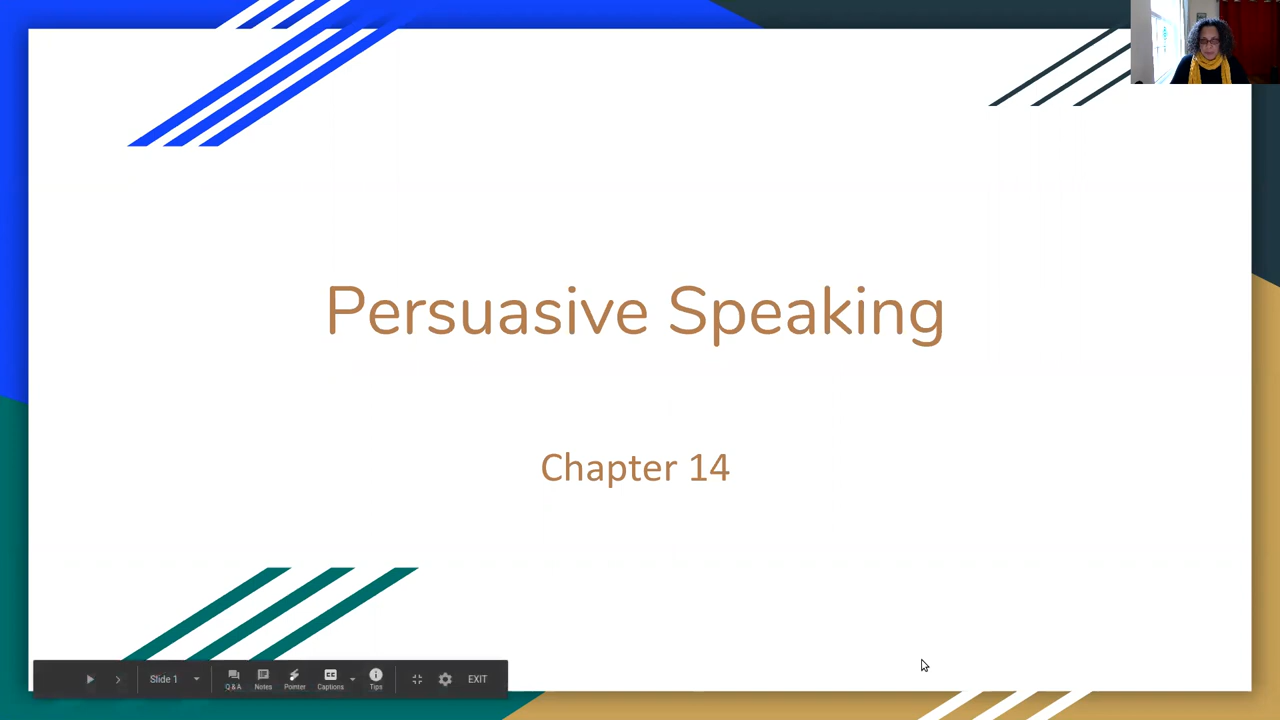 Persuasive Speaking
Chapter 14
Slide 1
Q&A
Notes
Pointer
Captions
Tips
EXIT